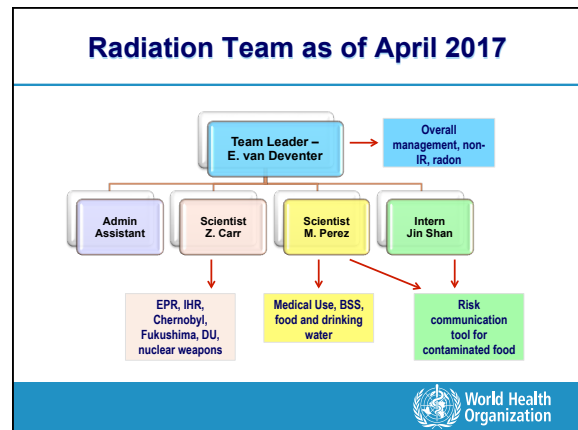 Radiation Team as of April 2017
Team Leader –
E. van Deventer
Overall
management, non-
IR, radon
Admin
Assistant
Scientist
Z. Carr
Scientist
M. Perez
Intern
Jin Shan
EPR, IHR,
Chernobyl,
Fukushima, DU,
nuclear weapons
Medical Use, BSS,
food and drinking
water
Risk
communication
tool for
contaminated food
World Health
Organization